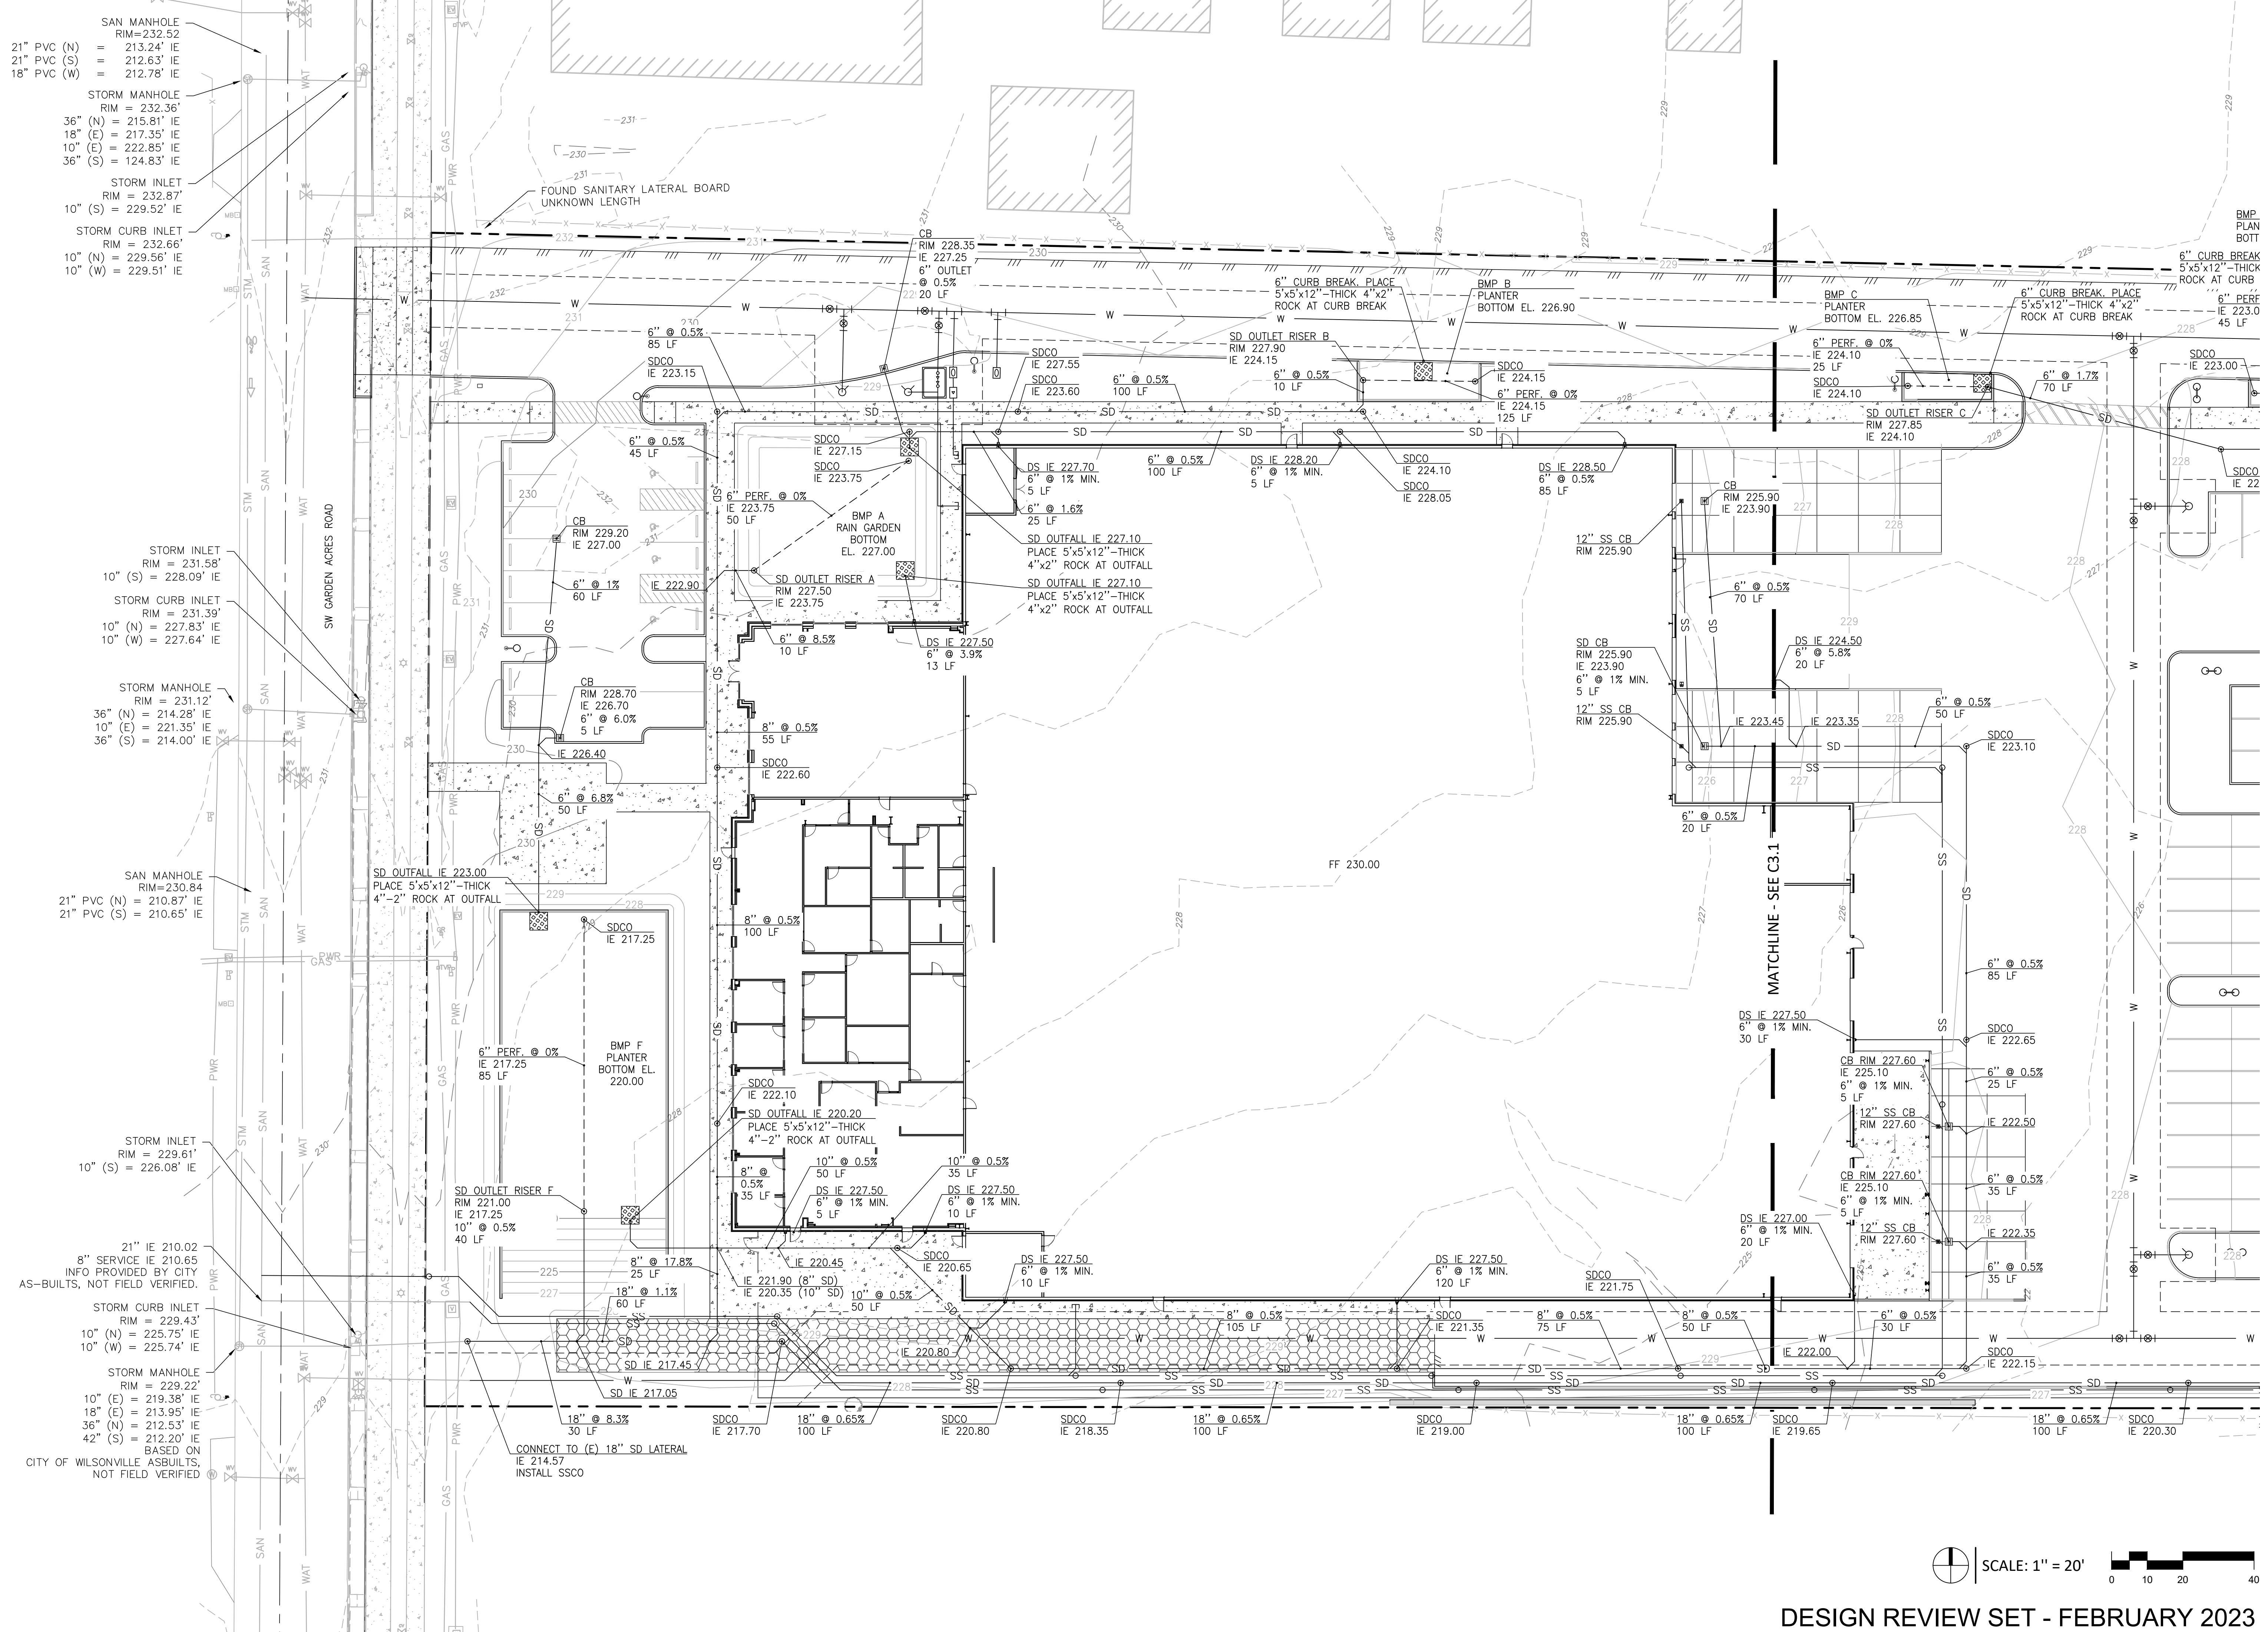 SAN MANHOLE
RIM=232.52
21" PVC (N) = 213.24' IE
21" PVC (S) = 212.63' IE
18" PVC (W) = 212.78' IE
STORM MANHOLE
RIM = 232.36'
36" (N) = 215.81' IE
18" (E) = 217.35' IE
10" (E) = 222.85' IE
36" (S) = 124.83' IE
STORM INLET
RIM = 232.87'
10" (S) = 229.52' IE
STORM CURB INLET
RIM = 232.66'
10" (N) = 229.56' IE
10" (W) = 229.51' IE
STORM INLET
RIM = 231.58'
10" (S) = 228.09' IE
STORM CURB INLET
RIM = 231.39'
10" (N) = 227.83' IE
10" (W) = 227.64' IE
STORM MANHOLE
RIM = 231.12'
36" (N) = 214.28' IE
10" (E) = 221.35' IE
36" (S) = 214.00' IE
SAN MANHOLE
RIM=230.84
21" PVC (N) = 210.87' IE
21" PVC (S) = 210.65' IE
STORM INLET
RIM = 229.61'
10" (S) = 226.08' IE
21" IE 210.02
8" SERVICE IE 210.65
INFO PROVIDED BY CITY
AS-BUILTS, NOT FIELD VERIFIED.
STORM CURB INLET
RIM = 229.43'
10" (N) = 225.75' IE
10" (W) = 225.74' IE
STORM MANHOLE
RIM = 229.22'
10" (E) = 219.38' IE
18" (E) = 213.95' IE
36" (N) = 212.53' IE
42" (S) = 212.20' IE
BASED ON
CITY OF WILSONVILLE ASBUILTS,
NOT FIELD VERIFIED
SW GARDEN ACRES ROAD
FOUND SANITARY LATERAL BOARD
UNKNOWN LENGTH
CB
RIM 228.35
IE 227.25
6" OUTLET
@ 0.5%
20 LF
6" @ 0.5%
85 LF
SDCO
IE 223.15
SDCO
IE 227.55
SDCO
IE 223.60
6" @ 0.5%
100 LF
SD OUTLET RISER B
RIM 227.90
IE 224.15
6" @ 0.5%
10 LF
6" CURB BREAK. PLACE
5'x5'x12"-THICK 4"x2"
ROCK AT CURB BREAK
BMP B
PLANTER
BOTTOM EL. 226.90
SDCO
IE 224.15
6" PERF. @ 0%
IE 224.15
125 LF
BMP C
PLANTER
BOTTOM EL. 226.85
6" CURB BREAK. PLACE
5'x5'x12"-THICK 4"x2"
ROCK AT CURB BREAK
6" PERF. @ 0%
IE 224.10
25 LF
SDCO
IE 224.10
SD OUTLET RISER C
RIM 227.85
IE 224.10
6" @ 1.7%
70 LF
BMP
PLAN
BOTT
6" CURB BREAK
5'x5'x12"-THICK
ROCK AT CURB
6" PERF
IE 223.0
45 LF
SDCO
IE 223.00
SDCO
IE 22
6" @ 0.5%
45 LF
SDCO
IE 227.15
SDCO
IE 223.75
6" PERF. @ 0%
IE 223.75
50 LF
BMP A
RAIN GARDEN
BOTTOM
EL. 227.00
DS IE 227.70
6" @ 1% MIN.
5 LF
6" @ 1.6%
25 LF
SD OUTFALL IE 227.10
PLACE 5'x5'x12"-THICK
4"x2" ROCK AT OUTFALL
SD OUTFALL IE 227.10
PLACE 5'x5'x12"-THICK
4"x2" ROCK AT OUTFALL
6" @ 0.5%
100 LF
DS IE 228.20
6" @ 1% MIN.
5 LF
SDCO
IE 224.10
SDCO
IE 228.05
DS IE 228.50
6" @ 0.5%
85 LF
CB
RIM 229.20
IE 227.00
6" @ 1%
60 LF
IE 222.90
SD OUTLET RISER A
RIM 227.50
IE 223.75
6" @ 8.5%
10 LF
DS IE 227.50
6" @ 3.9%
13 LF
CB
RIM 228.70
IE 226.70
6" @ 6.0%
5 LF
IE 226.40
8" @ 0.5%
55 LF
SDCO
IE 222.60
6" @ 6.8%
50 LF
SD OUTFALL IE 223.00
PLACE 5'x5'x12"-THICK
4"-2" ROCK AT OUTFALL
SDCO
IE 217.25
8" @ 0.5%
100 LF
FF 230.00
CB
RIM 225.90
IE 223.90
12" SS CB
RIM 225.90
6" @ 0.5%
70 LF
SD CB
RIM 225.90
IE 223.90
6" @ 1% MIN.
5 LF
12" SS CB
RIM 225.90
DS IE 224.50
6" @ 5.8%
20 LF
IE 223.45
IE 223.35
6" @ 0.5%
50 LF
SDCO
IE 223.10
6" @ 0.5%
20 LF
MATCHLINE - SEE C3.1
6" @ 0.5%
85 LF
DS IE 227.50
6" @ 1% MIN.
30 LF
SDCO
IE 222.65
CB RIM 227.60
IE 225.10
6" @ 1% MIN.
5 LF
12" SS CB
RIM 227.60
6" @ 0.5%
25 LF
IE 222.50
CB RIM 227.60
IE 225.10
6" @ 1% MIN.
5 LF
12" SS CB
RIM 227.60
6" @ 0.5%
35 LF
IE 222.35
DS IE 227.00
6" @ 1% MIN.
20 LF
6" @ 0.5%
35 LF
6" PERF. @ 0%
IE 217.25
85 LF
BMP F
PLANTER
BOTTOM EL.
220.00
SDCO
IE 222.10
SD OUTFALL IE 220.20
PLACE 5'x5'x12"-THICK
4"-2" ROCK AT OUTFALL
SD OUTLET RISER F
RIM 221.00
IE 217.25
10" @ 0.5%
40 LF
8" @
0.5%
35 LF
10" @ 0.5%
50 LF
DS IE 227.50
6" @ 1% MIN.
5 LF
10" @ 0.5%
35 LF
DS IE 227.50
6" @ 1% MIN.
10 LF
8" @ 17.8%
25 LF
IE 220.45
IE 221.90 (8" SD)
IE 220.35 (10" SD)
SDCO
IE 220.65
10" @ 0.5%
50 LF
DS IE 227.50
6" @ 1% MIN.
10 LF
DS IE 227.50
6" @ 1% MIN.
120 LF
SDCO
IE 221.75
18" @ 1.1%
60 LF
8" @ 0.5%
105 LF
SDCO
IE 221.35
8" @ 0.5%
75 LF
8" @ 0.5%
50 LF
6" @ 0.5%
30 LF
IE 220.80
IE 222.00
SDCO
IE 222.15
SD IE 217.45
SD IE 217.05
18" @ 8.3%
30 LF
SDCO
IE 217.70
18" @ 0.65%
100 LF
SDCO
IE 220.80
SDCO
IE 218.35
18" @ 0.65%
100 LF
SDCO
IE 219.00
18" @ 0.65%
100 LF
SDCO
IE 219.65
18" @ 0.65%
100 LF
SDCO
IE 220.30
CONNECT TO (E) 18" SD LATERAL
IE 214.57
INSTALL SSCO
SCALE: 1" = 20'
0 10 20 40
DESIGN REVIEW SET - FEBRUARY 2023